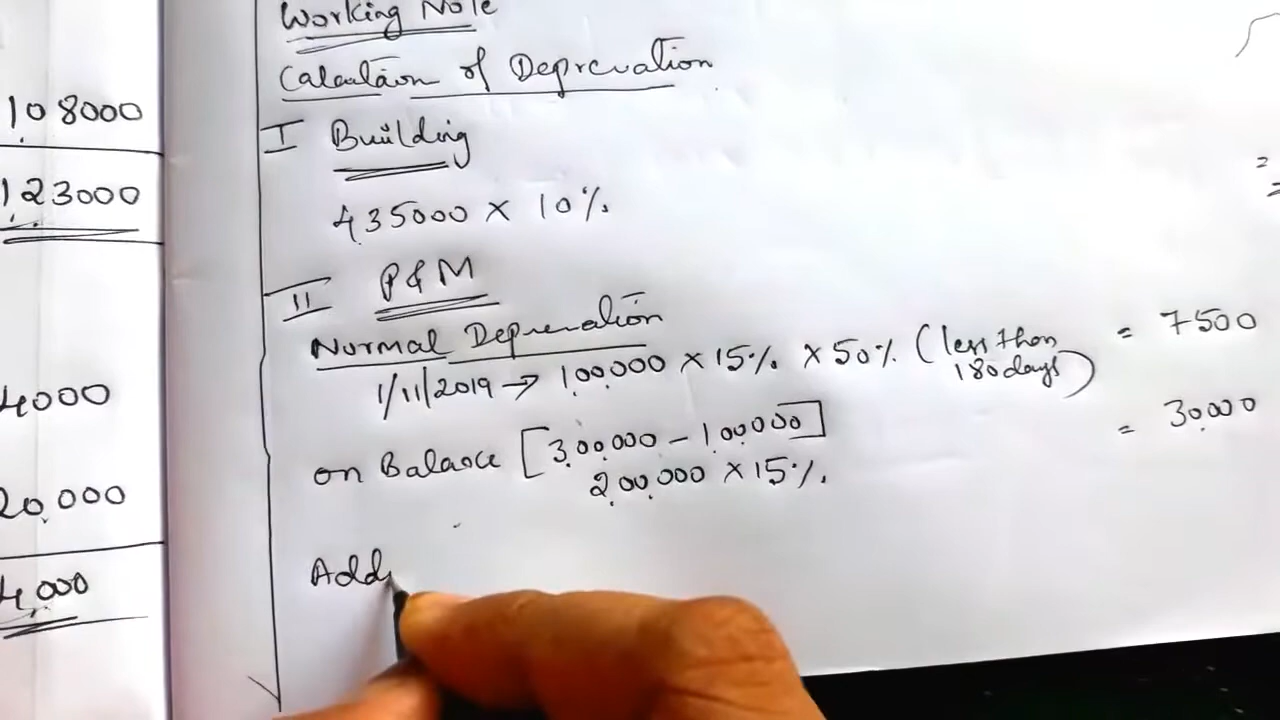 108000
123000
4000
20,000
4,000
Working Note
Calculation of Depreciation
I Building
435000 × 10%
II P&M
Normal Depreciation
1/11/2019 → 1,00,000 × 15% × 50% (less than 180 days) = 7500
on Balance [3,00,000 - 1,00,000]
2,00,000 × 15% = 30,000
Add